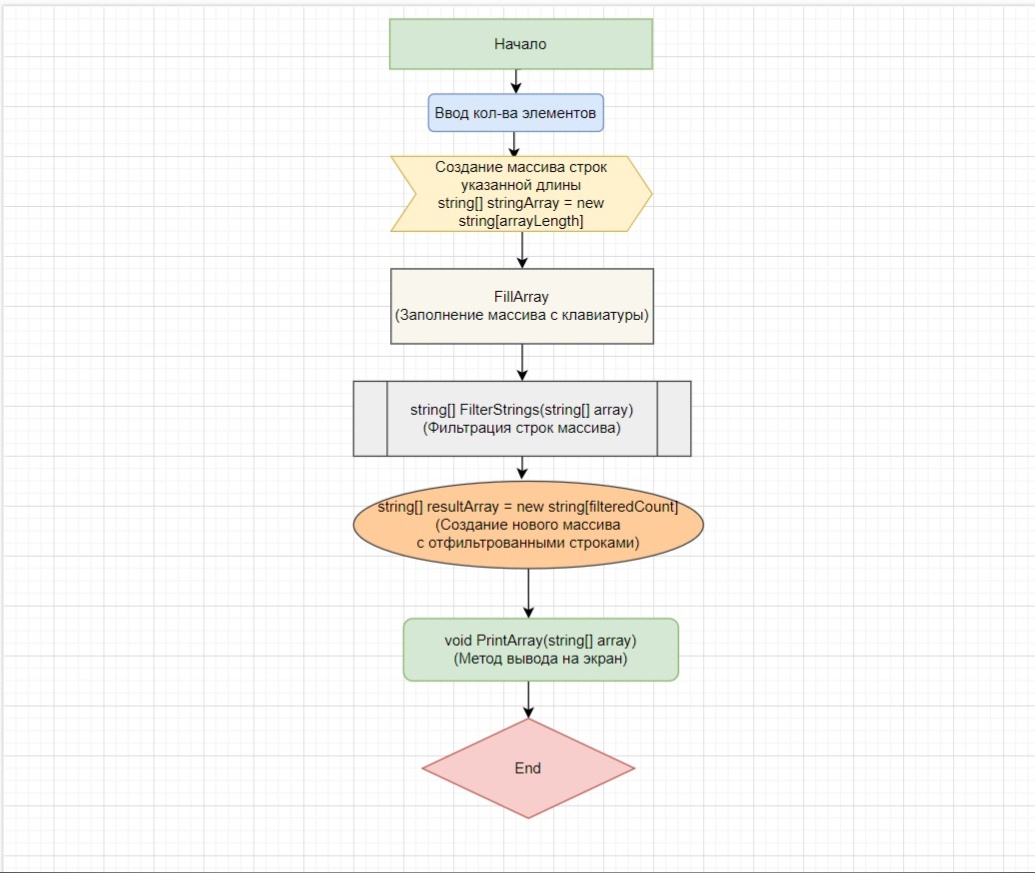 Начало
Ввод кол-ва элементов
Создание массива строк
указанной длины
string[] stringArray = new
string[arrayLength]
FillArray
(Заполнение массива с клавиатуры)
string[] FilterStrings(string[] array)
(Фильтрация строк массива)
string[] resultArray = new string[filteredCount]
(Создание нового массива
с отфильтрованными строками)
void PrintArray(string[] array)
(Метод вывода на экран)
End